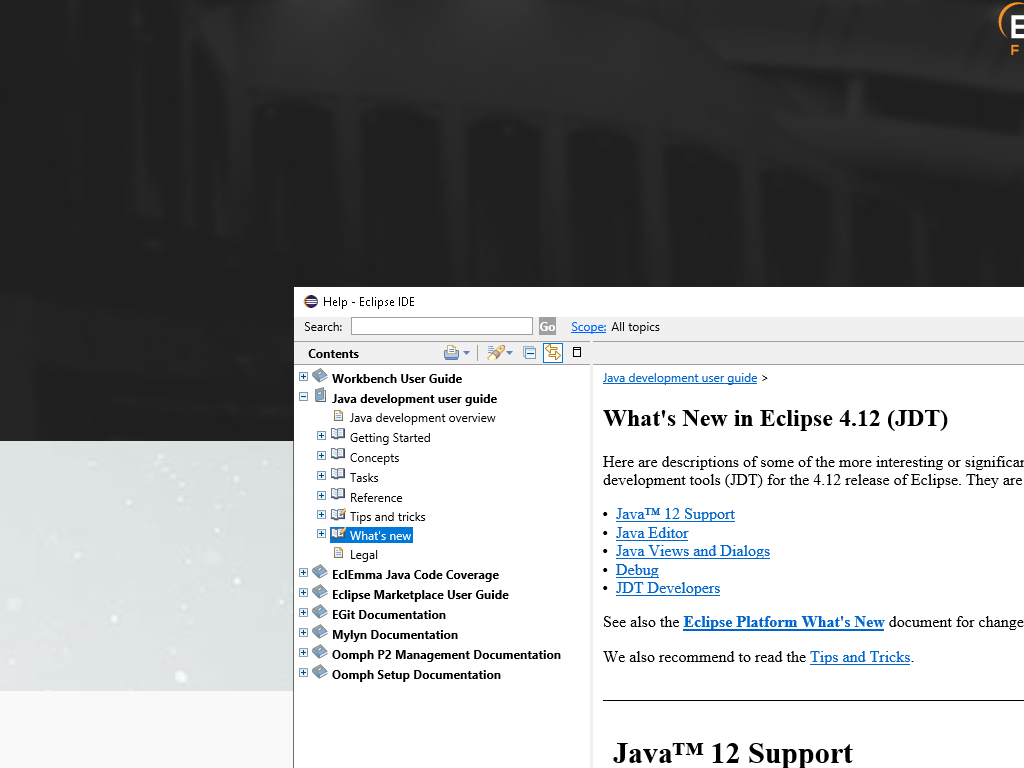 E
F
Help - Eclipse IDE
Search: Go Scope: All topics
Contents
Workbench User Guide
Java development user guide
Java development overview
Getting Started
Concepts
Tasks
Reference
Tips and tricks
What's new
Legal
EclEmma Java Code Coverage
Eclipse Marketplace User Guide
EGit Documentation
Mylyn Documentation
Oomph P2 Management Documentation
Oomph Setup Documentation
Java development user guide >
What's New in Eclipse 4.12 (JDT)
Here are descriptions of some of the more interesting or
development tools (JDT) for the 4.12 release of Eclipse. They are
• Java™ 12 Support
• Java Editor
• Java Views and Dialogs
• Debug
• JDT Developers
See also the Eclipse Platform What's New document for change
We also recommend to read the Tips and Tricks.
Java™ 12 Support